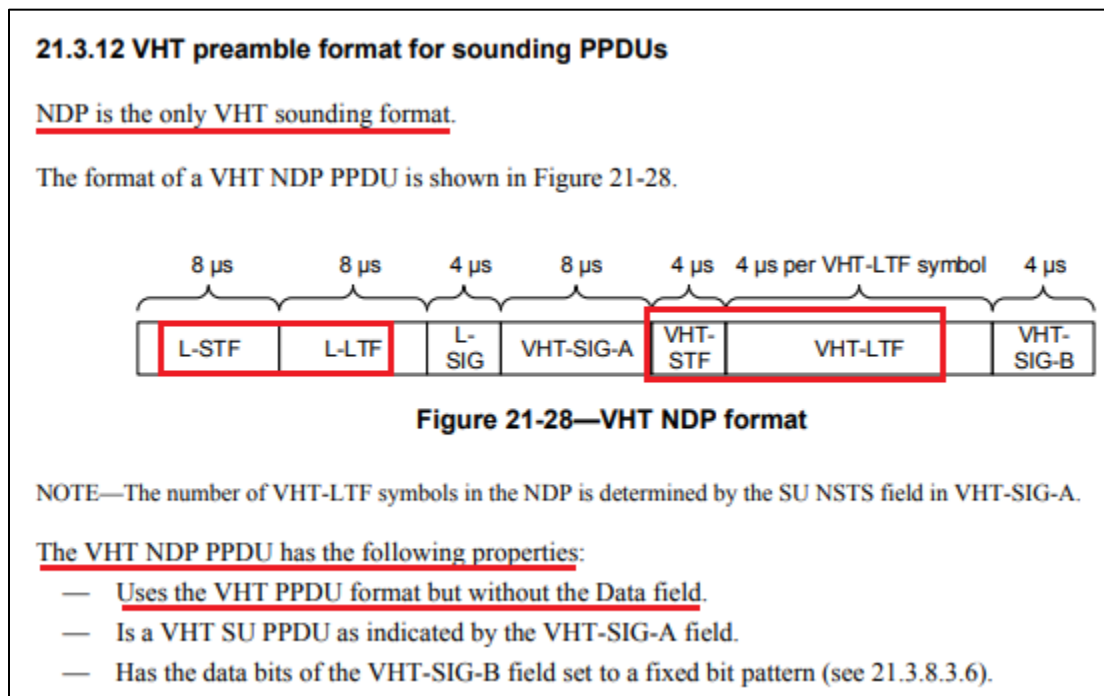 21.3.12 VHT preamble format for sounding PPDUs
NDP is the only VHT sounding format.
The format of a VHT NDP PPDU is shown in Figure 21-28.
8 µs 8 µs 4 µs 8 µs 4 µs 4 µs per VHT-LTF symbol 4 µs
L-STF L-LTF L-SIG VHT-SIG-A VHT-STF VHT-LTF VHT-SIG-B
Figure 21-28—VHT NDP format
NOTE—The number of VHT-LTF symbols in the NDP is determined by the SU NSTS field in VHT-SIG-A.
The VHT NDP PPDU has the following properties:
— Uses the VHT PPDU format but without the Data field.
— Is a VHT SU PPDU as indicated by the VHT-SIG-A field.
— Has the data bits of the VHT-SIG-B field set to a fixed bit pattern (see 21.3.8.3.6).